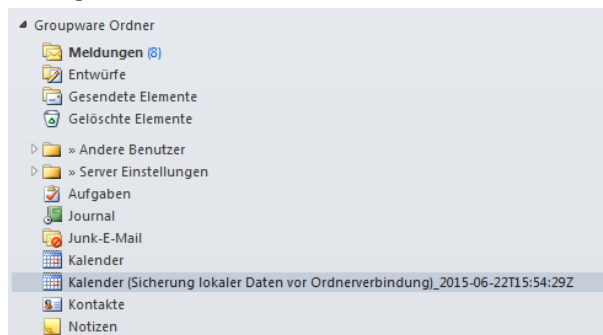 Groupware Ordner
Meldungen (8)
Entwürfe
Gesendete Elemente
Gelöschte Elemente
» Andere Benutzer
» Server Einstellungen
Aufgaben
Journal
Junk-E-Mail
Kalender
Kalender (Sicherung lokaler Daten vor Ordnerverbindung)_2015-06-22T15:54:29Z
Kontakte
Notizen